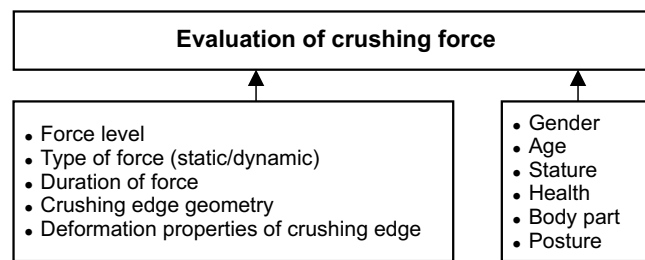 Evaluation of crushing force
• Force level
• Type of force (static/dynamic)
• Duration of force
• Crushing edge geometry
• Deformation properties of crushing edge
• Gender
• Age
• Stature
• Health
• Body part
• Posture